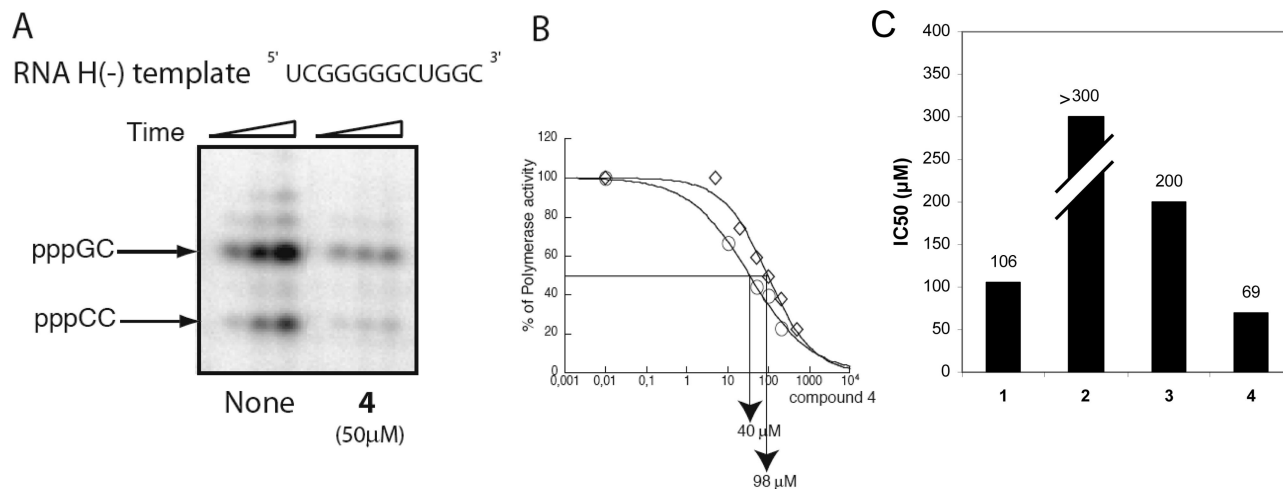 A
RNA H(-) template 5' UCGGGGGCUGGC 3'
Time
pppGC
pppCC
None
4
(50µM)
B
% of Polymerase activity
120
100
80
60
40
20
0
0,001 0,01 0,1 1 10 100 1000 10⁴
compound 4
40 µM
98 µM
C
IC50 (µM)
400
350
300
250
200
150
100
50
0
106
>300
200
69
1 2 3 4